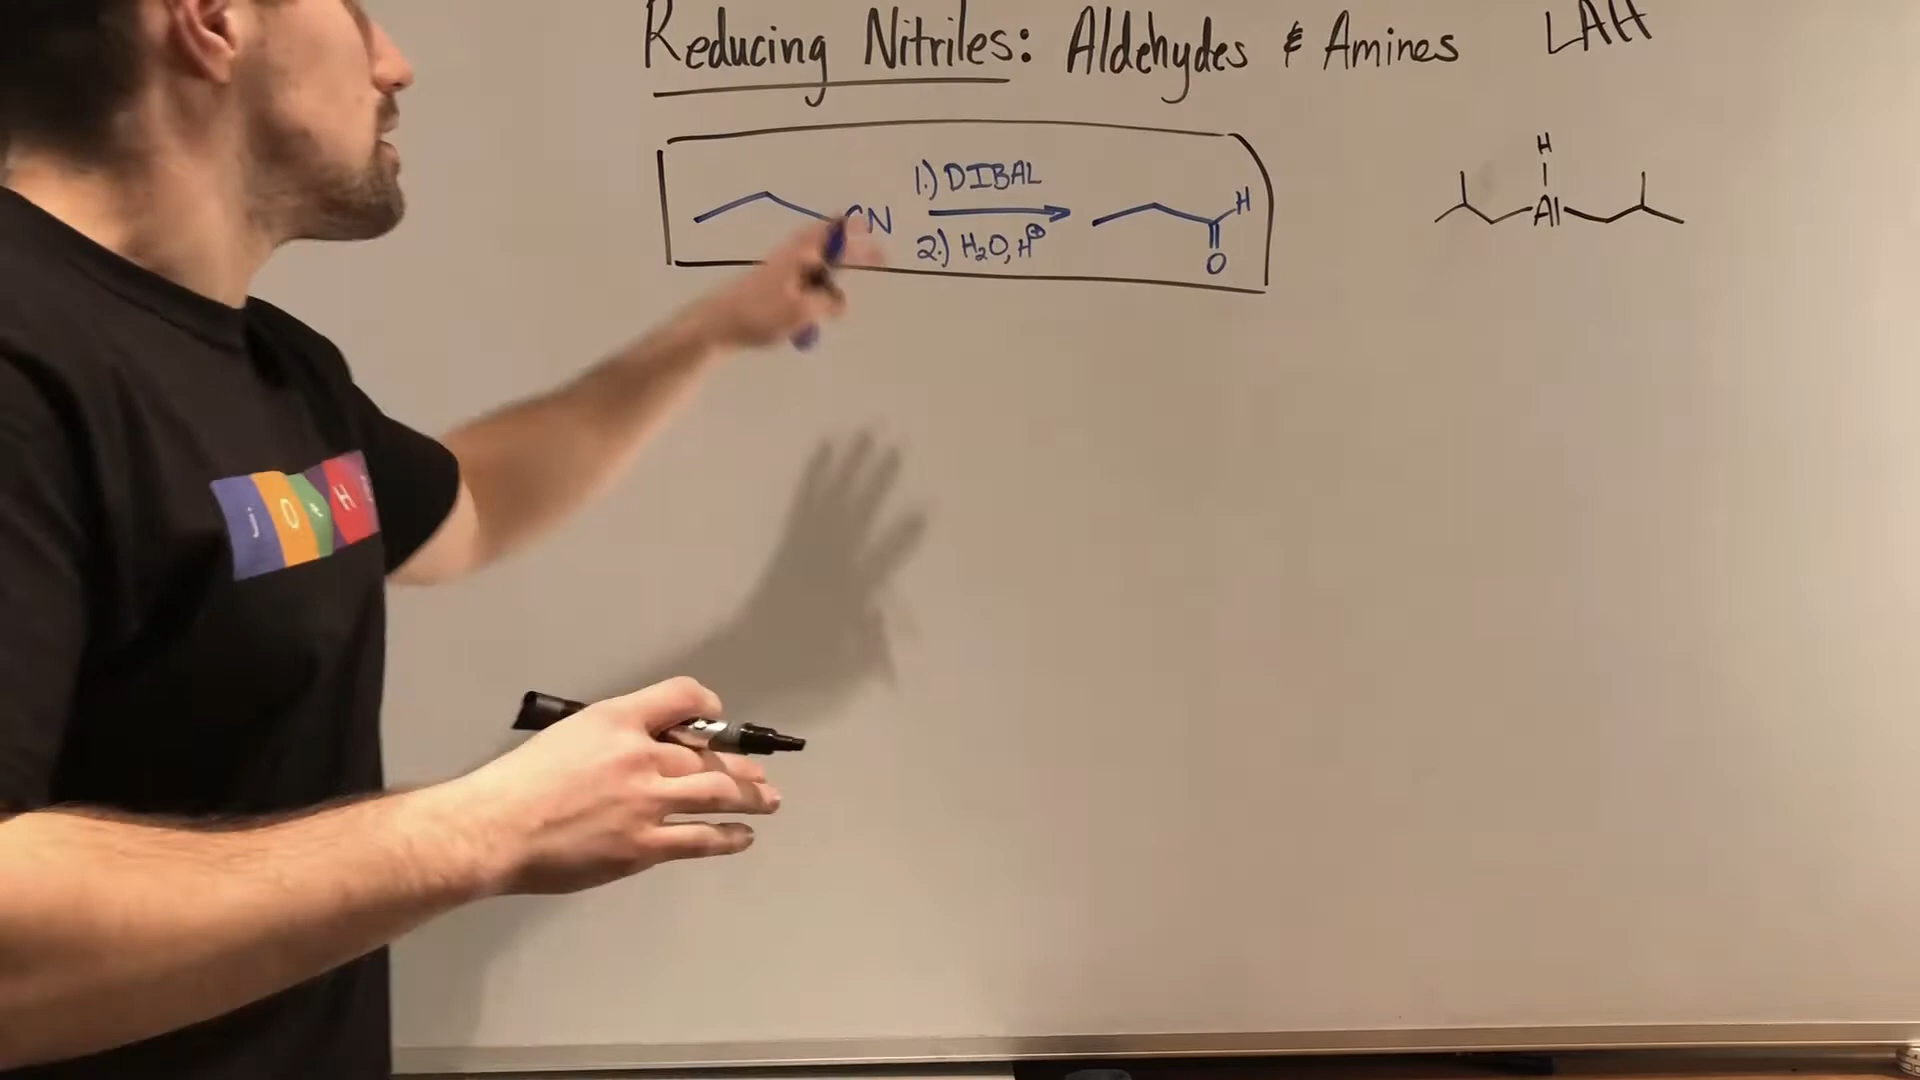 Reducing Nitriles: Aldehydes & Amines LAH
CN
1.) DIBAL
2.) H₂O, H⊕
H
O
H
Al
j O H